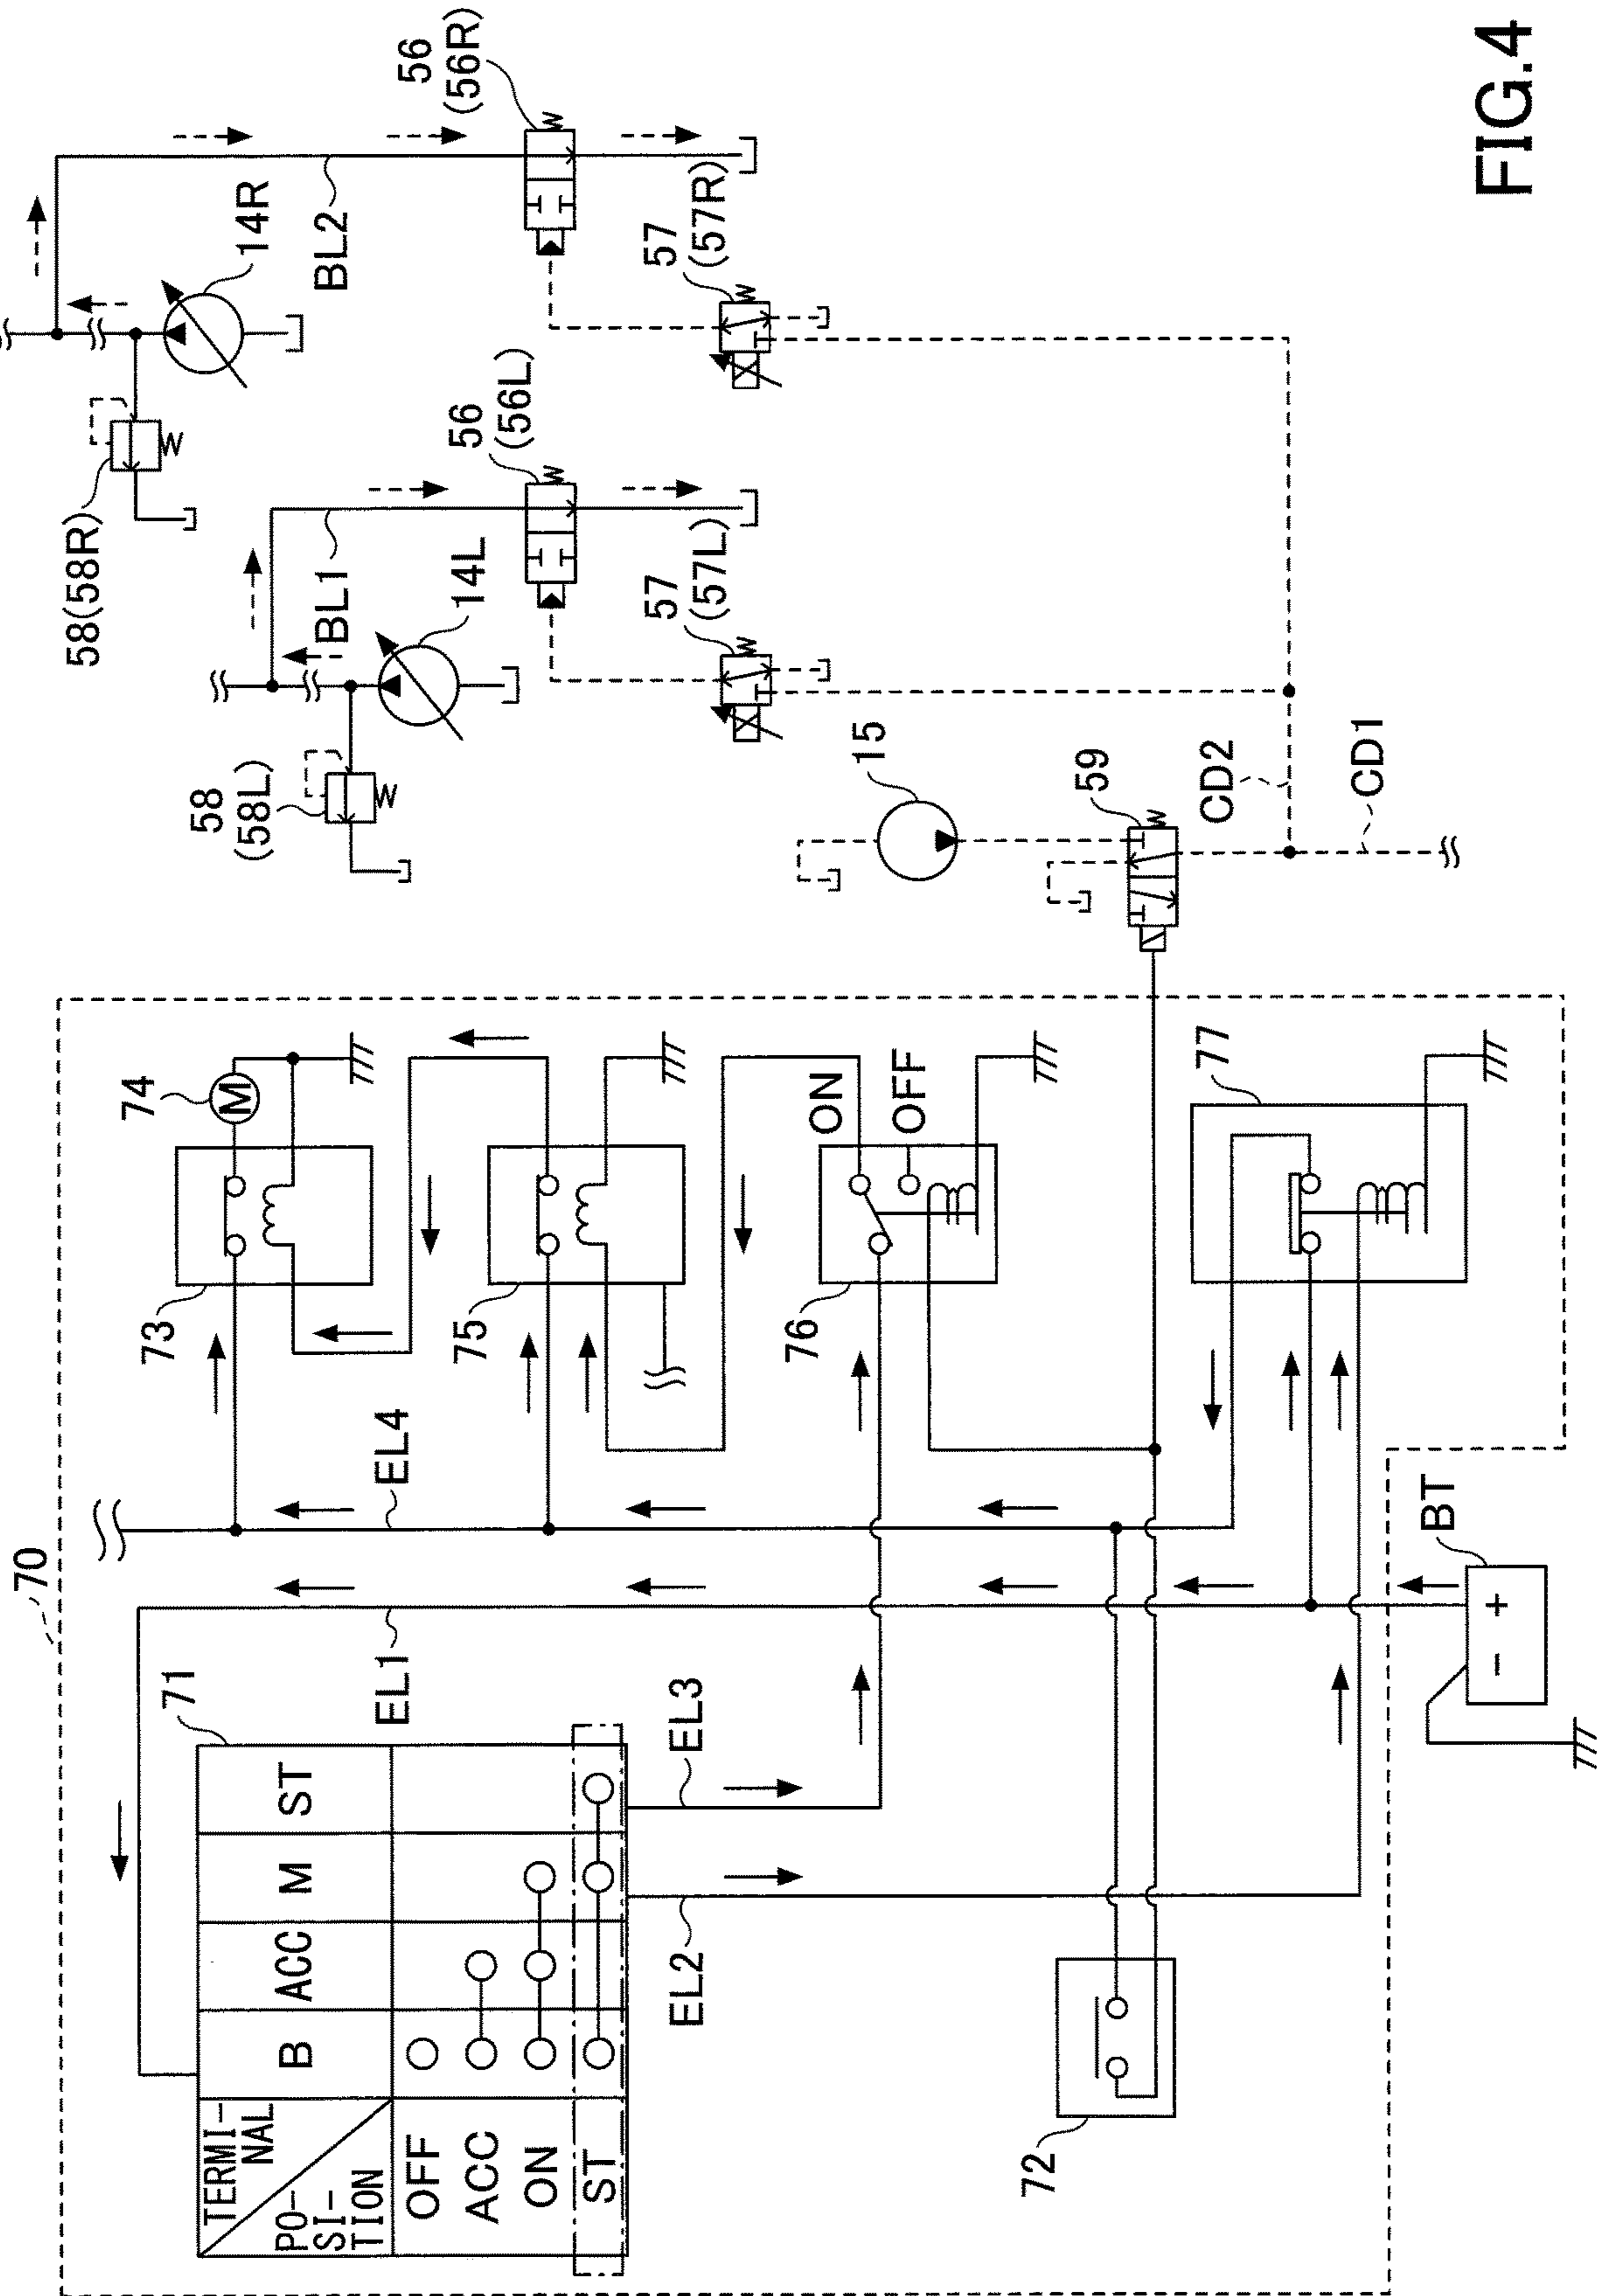 FIG.4
70
71
TERMI-
NAL
PO-
SI-
TION
B
ACC
M
ST
OFF
ACC
ON
ST
EL1
EL2
EL3
EL4
72
73
74
M
75
76
ON
OFF
77
BT
-
+
58
(58L)
BL1
14L
56
(56L)
57
(57L)
58(58R)
14R
BL2
56
(56R)
57
(57R)
15
59
CD2
CD1